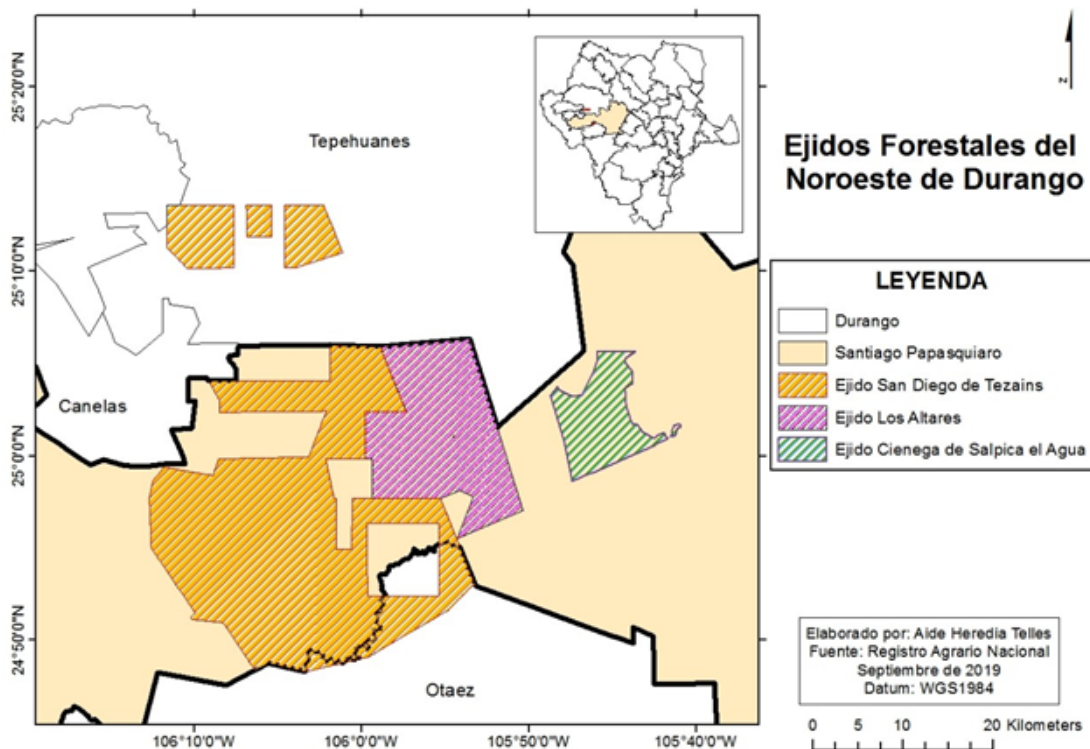 Ejidos Forestales del
Noroeste de Durango
Tepehuanes
Canelas
Otaez
LEYENDA
Durango
Santiago Papasquiaro
Ejido San Diego de Tezains
Ejido Los Altares
Ejido Cienega de Salpica el Agua
Elaborado por: Aide Heredia Telles
Fuente: Registro Agrario Nacional
Septiembre de 2019
Datum: WGS1984
0 5 10 20 Kilometers
25°20'0"N
25°10'0"N
25°0'0"N
24°50'0"N
106°10'0"W 106°0'0"W 105°50'0"W 105°40'0"W
N